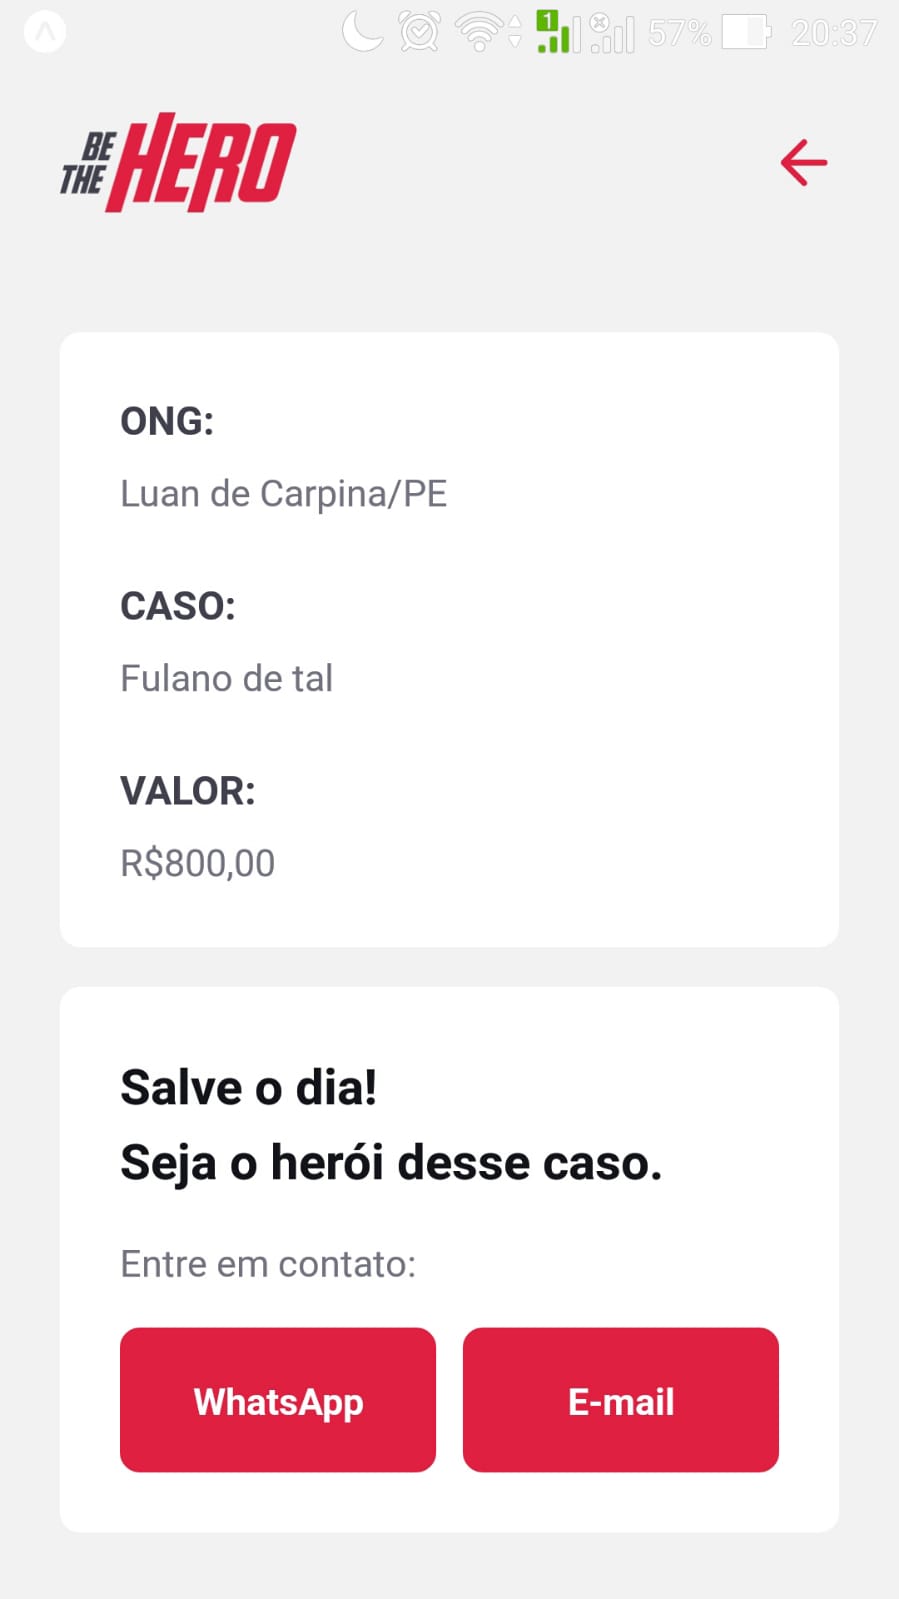 1 57% 20:37
BE
THE HERO
ONG:
Luan de Carpina/PE
CASO:
Fulano de tal
VALOR:
R$800,00
Salve o dia!
Seja o herói desse caso.
Entre em contato:
WhatsApp E-mail